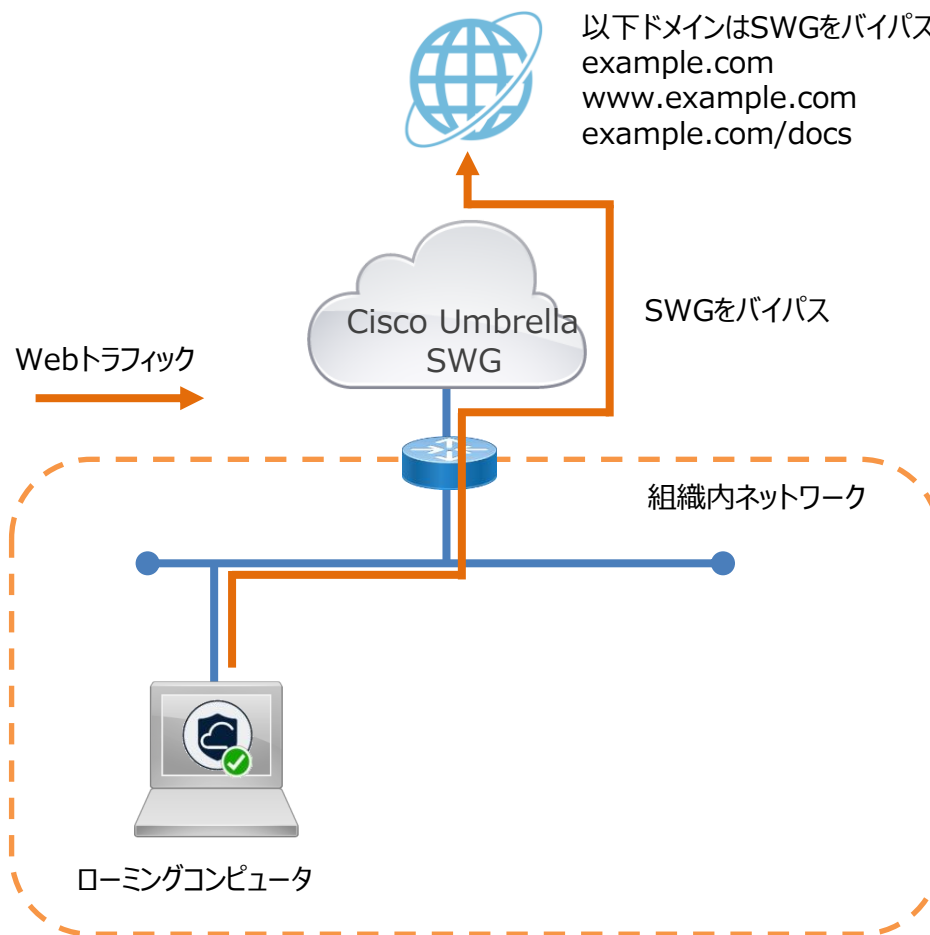 以下ドメインはSWGをバイパス
example.com
www.example.com
example.com/docs
Cisco Umbrella
SWG
SWGをバイパス
Webトラフィック
組織内ネットワーク
ローミングコンピュータ